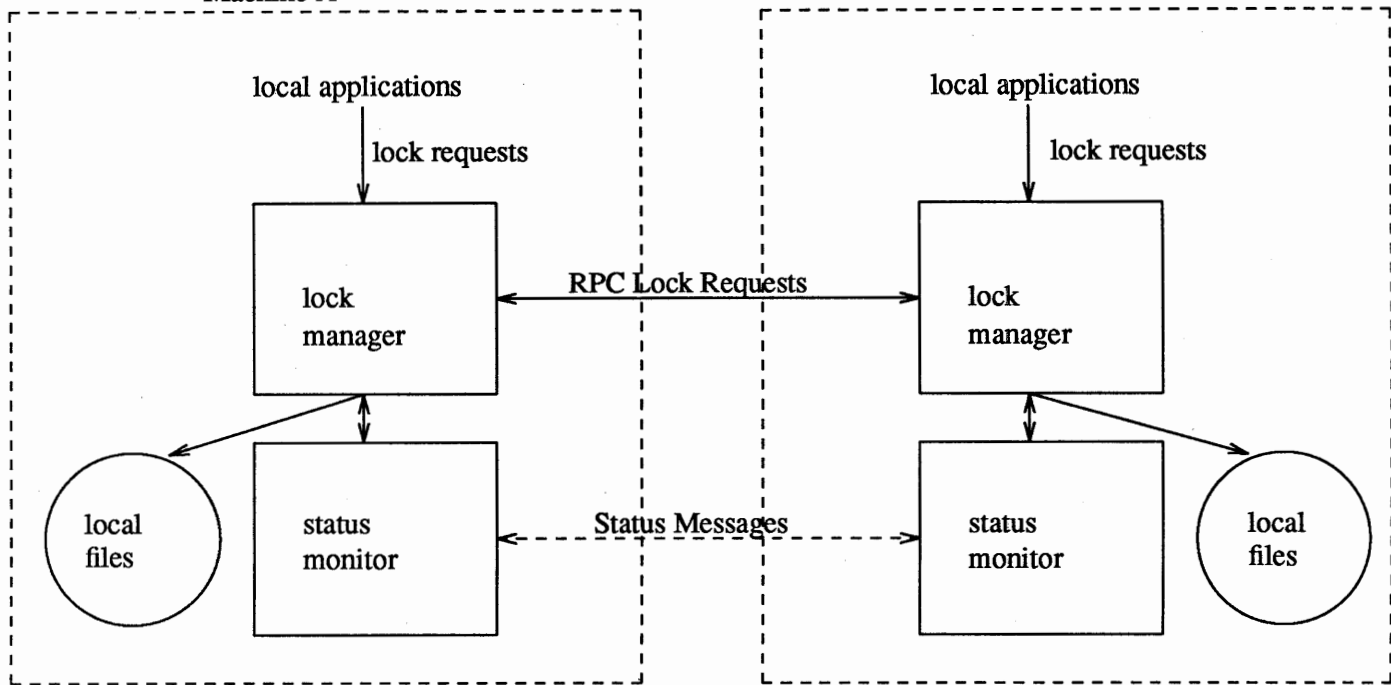 local applications
lock requests
lock
manager
local
files
status
monitor
RPC Lock Requests
Status Messages
local applications
lock requests
lock
manager
status
monitor
local
files